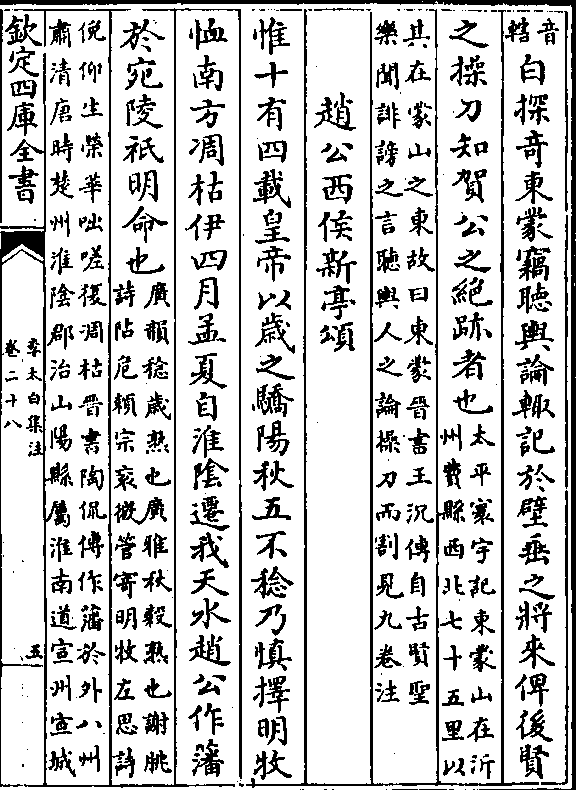 音
轄
白探奇東蒙竊聽輿論輙記於壁垂之將來俾後賢
之操刀知賀公之絶跡者也
太平寰宇記東蒙山在沂
州費縣西北七十五里以
其在蒙山之東故曰東蒙晉書王沉傳自古賢聖
樂聞誹謗之言聽輿人之論操刀而割見九卷注
趙公西侯新亭頌
惟十有四載皇帝以歲之驕陽秋五不稔乃慎擇明牧
恤南方凋枯伊四月孟夏自淮陰遷我天水趙公作藩
於宛陵祇明命也
廣韻稔歲熟也廣雅秋穀熟也謝朓
詩阽危賴宗衮微管寄明牧左思詩
俛仰生榮華咄嗟復凋枯晉書陶侃傳作藩於外八州
肅清唐時楚州淮陰郡治山陽縣屬淮南道宣州宣城
欽定四庫全書
李太白集注
卷二十八
五